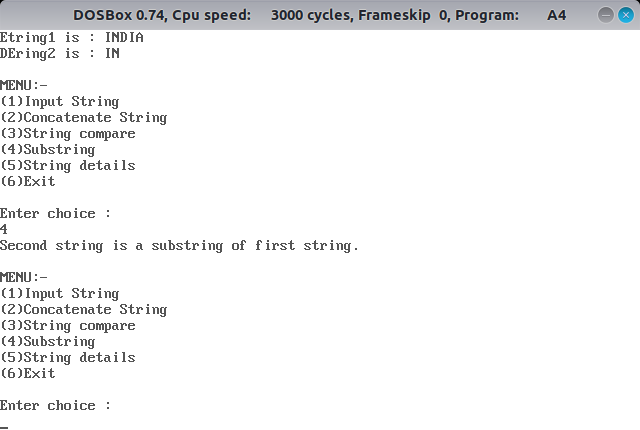 DOSBox 0.74, Cpu speed: 3000 cycles, Frameskip 0, Program: A4
Etring1 is : INDIA
DEring2 is : IN
MENU:-
(1)Input String
(2)Concatenate String
(3)String compare
(4)Substring
(5)String details
(6)Exit
Enter choice :
4
Second string is a substring of first string.
MENU:-
(1)Input String
(2)Concatenate String
(3)String compare
(4)Substring
(5)String details
(6)Exit
Enter choice :
_